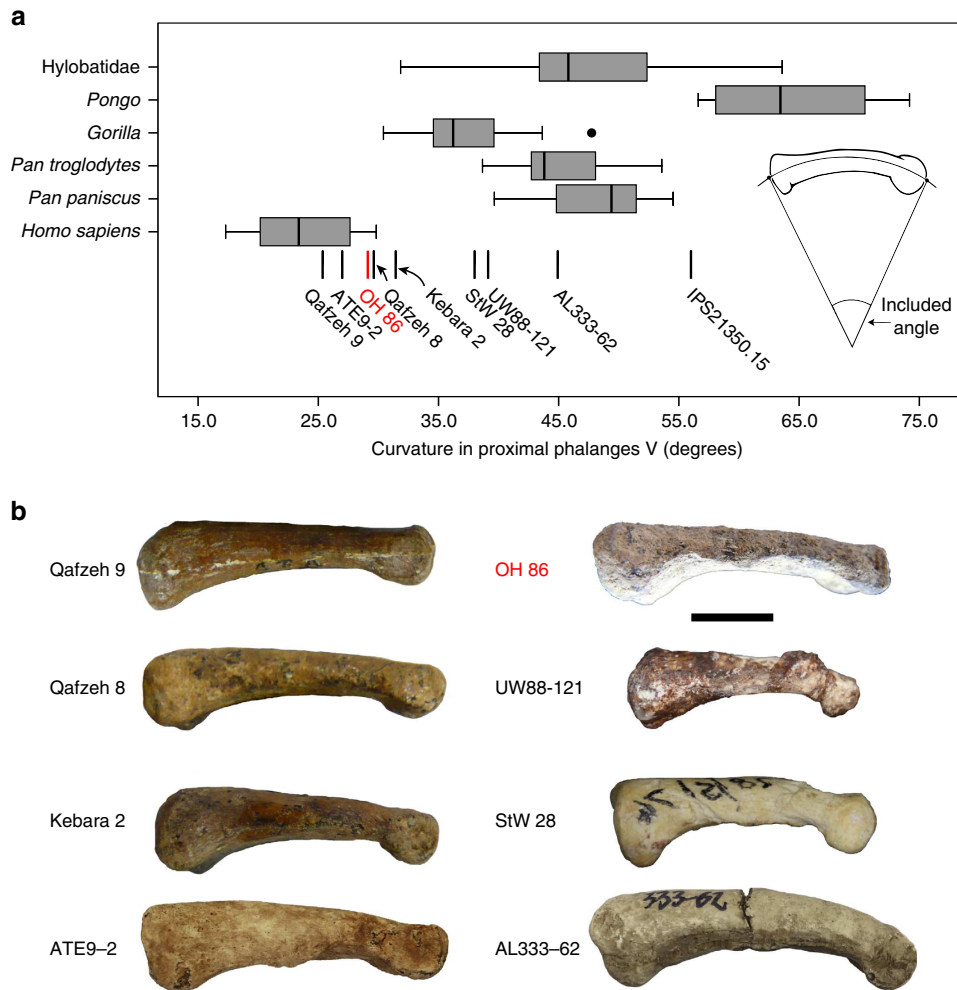 a
Hylobatidae
Pongo
Gorilla
Pan troglodytes
Pan paniscus
Homo sapiens
Qafzeh 9
ATE9-2
OH 86
Qafzeh 8
Kebara 2
StW 28
UW88-121
AL333-62
IPS21350.15
Included
angle
15.0 25.0 35.0 45.0 55.0 65.0 75.0
Curvature in proximal phalanges V (degrees)
b
Qafzeh 9
OH 86
Qafzeh 8
UW88-121
Kebara 2
StW 28
ATE9–2
AL333–62
333-62